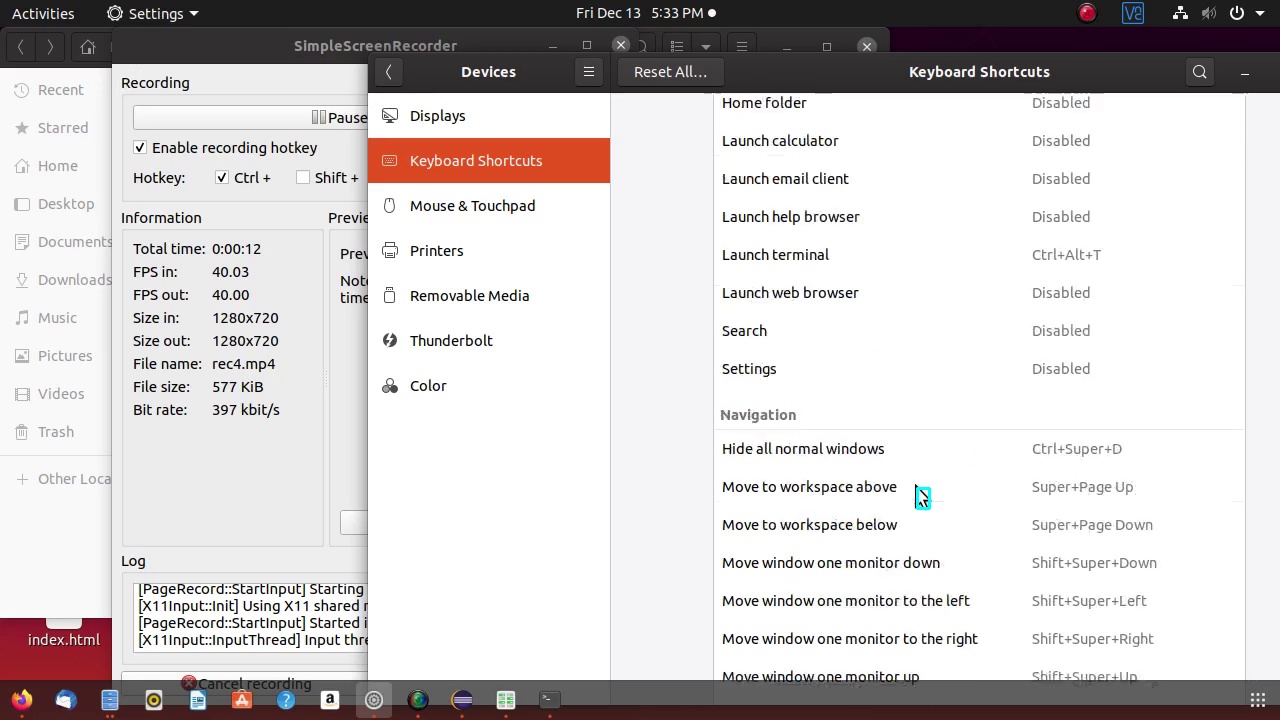 Activities
Settings
Fri Dec 13 5:33 PM
SimpleScreenRecorder
Devices
Reset All...
Keyboard Shortcuts
Recent
Starred
Home
Desktop
Documents
Downloads
Music
Pictures
Videos
Trash
Other Loca
index.html
Recording
Pause
Enable recording hotkey
Hotkey: Ctrl + Shift +
Information
Total time: 0:00:12
FPS in: 40.03
FPS out: 40.00
Size in: 1280x720
Size out: 1280x720
File name: rec4.mp4
File size: 577 KiB
Bit rate: 397 kbit/s
Previe
Prev
Note
time
Log
[PageRecord::StartInput] Starting
[X11Input::Init] Using X11 shared r
[PageRecord::StartInput] Started i
[X11Input::InputThread] Input thre
Cancel recording
Displays
Keyboard Shortcuts
Mouse & Touchpad
Printers
Removable Media
Thunderbolt
Color
Home folder Disabled
Launch calculator Disabled
Launch email client Disabled
Launch help browser Disabled
Launch terminal Ctrl+Alt+T
Launch web browser Disabled
Search Disabled
Settings Disabled
Navigation
Hide all normal windows Ctrl+Super+D
Move to workspace above Super+Page Up
Move to workspace below Super+Page Down
Move window one monitor down Shift+Super+Down
Move window one monitor to the left Shift+Super+Left
Move window one monitor to the right Shift+Super+Right
Move window one monitor up Shift+Super+Up